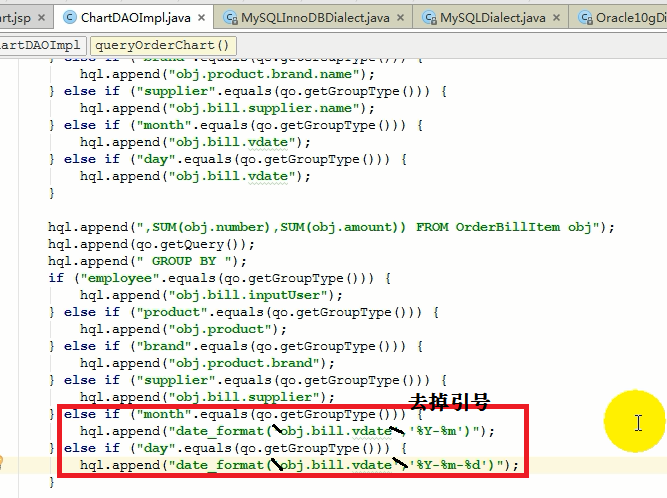 art.jsp × ChartDAOImpl.java × MySQLInnoDBDialect.java × MySQLDialect.java × Oracle10gDi
artDAOImpl queryOrderChart()
} else if ("brand".equals(qo.getGroupType())) {
hql.append("obj.product.brand.name");
} else if ("supplier".equals(qo.getGroupType())) {
hql.append("obj.bill.supplier.name");
} else if ("month".equals(qo.getGroupType())) {
hql.append("obj.bill.vdate");
} else if ("day".equals(qo.getGroupType())) {
hql.append("obj.bill.vdate");
}
hql.append(",SUM(obj.number),SUM(obj.amount)) FROM OrderBillItem obj");
hql.append(qo.getQuery());
hql.append(" GROUP BY ");
if ("employee".equals(qo.getGroupType())) {
hql.append("obj.bill.inputUser");
} else if ("product".equals(qo.getGroupType())) {
hql.append("obj.product");
} else if ("brand".equals(qo.getGroupType())) {
hql.append("obj.product.brand");
} else if ("supplier".equals(qo.getGroupType())) {
hql.append("obj.bill.supplier");
去掉引号
} else if ("month".equals(qo.getGroupType())) {
hql.append("date_format(obj.bill.vdate,'%Y-%m')");
} else if ("day".equals(qo.getGroupType())) {
hql.append("date_format(obj.bill.vdate,'%Y-%m-%d')");
}